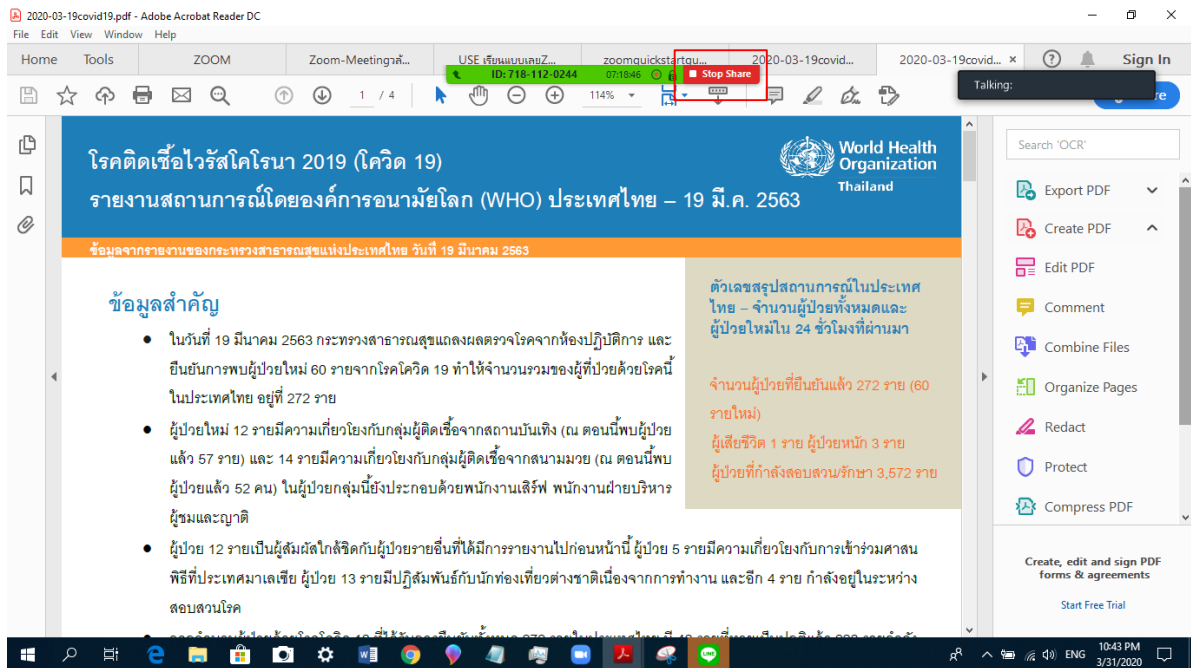 2020-03-19covid19.pdf - Adobe Acrobat Reader DC
File Edit View Window Help
Home Tools ZOOM Zoom-Meetingวล้... USE เรียนแบบเลยZ... zoomquickstartgu... 2020-03-19covid... 2020-03-19covid... Sign In
ID: 718-112-0244 07:18:46 Stop Share
Talking:
1 / 4 114%
โรคติดเชื้อไวรัสโคโรนา 2019 (โควิด 19)
World Health
Organization
Thailand
รายงานสถานการณ์โดยองค์การอนามัยโลก (WHO) ประเทศไทย – 19 มี.ค. 2563
ข้อมูลจากรายงานของกระทรวงสาธารณสุขแห่งประเทศไทย วันที่ 19 มีนาคม 2563
ข้อมูลสำคัญ
● ในวันที่ 19 มีนาคม 2563 กระทรวงสาธารณสุขแถลงผลตรวจโรคจากห้องปฏิบัติการ และ
ยืนยันการพบผู้ป่วยใหม่ 60 รายจากโรคโควิด 19 ทำให้จำนวนรวมของผู้ที่ป่วยด้วยโรคนี้
ในประเทศไทย อยู่ที่ 272 ราย
● ผู้ป่วยใหม่ 12 รายมีความเกี่ยวโยงกับกลุ่มผู้ติดเชื้อจากสถานบันเทิง (ณ ตอนนี้พบผู้ป่วย
แล้ว 57 ราย) และ 14 รายมีความเกี่ยวโยงกับกลุ่มผู้ติดเชื้อจากสนามมวย (ณ ตอนนี้พบ
ผู้ป่วยแล้ว 52 คน) ในผู้ป่วยกลุ่มนี้ยังประกอบด้วยพนักงานเสิร์ฟ พนักงานฝ่ายบริหาร
ผู้ชมและญาติ
● ผู้ป่วย 12 รายเป็นผู้สัมผัสใกล้ชิดกับผู้ป่วยรายอื่นที่ได้มีการรายงานไปก่อนหน้านี้ ผู้ป่วย 5 รายมีความเกี่ยวโยงกับการเข้าร่วมศาสน
พิธีที่ประเทศมาเลเซีย ผู้ป่วย 13 รายมีปฏิสัมพันธ์กับนักท่องเที่ยวต่างชาติเนื่องจากการทำงาน และอีก 4 ราย กำลังอยู่ในระหว่าง
สอบสวนโรค
ตัวเลขสรุปสถานการณ์ในประเทศ
ไทย – จำนวนผู้ป่วยทั้งหมดและ
ผู้ป่วยใหม่ใน 24 ชั่วโมงที่ผ่านมา
จำนวนผู้ป่วยที่ยืนยันแล้ว 272 ราย (60
รายใหม่)
ผู้เสียชีวิต 1 ราย ผู้ป่วยหนัก 3 ราย
ผู้ป่วยที่กำลังสอบสวน/รักษา 3,572 ราย
Search 'OCR'
Export PDF
Create PDF
Edit PDF
Comment
Combine Files
Organize Pages
Redact
Protect
Compress PDF
Create, edit and sign PDF
forms & agreements
Start Free Trial
ENG 10:43 PM
3/31/2020